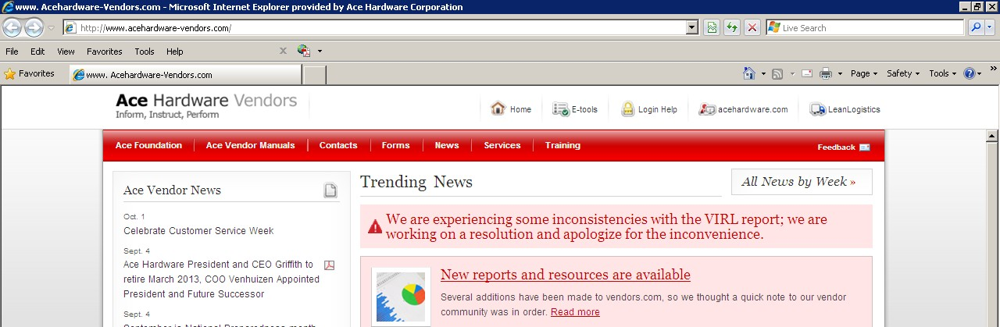 www. Acehardware-Vendors.com - Microsoft Internet Explorer provided by Ace Hardware Corporation
http://www.acehardware-vendors.com/
Live Search
File Edit View Favorites Tools Help
Favorites www. Acehardware-Vendors.com Page Safety Tools
Ace Hardware Vendors
Inform, Instruct, Perform
Home E-tools Login Help acehardware.com LeanLogistics
Ace Foundation Ace Vendor Manuals Contacts Forms News Services Training Feedback
Ace Vendor News
Oct. 1
Celebrate Customer Service Week
Sept. 4
Ace Hardware President and CEO Griffith to
retire March 2013, COO Venhuizen Appointed
President and Future Successor
Sept. 4
September is National Preparedness month
Trending News
All News by Week »
We are experiencing some inconsistencies with the VIRL report; we are
working on a resolution and apologize for the inconvenience.
New reports and resources are available
Several additions have been made to vendors.com, so we thought a quick note to our vendor
community was in order. Read more